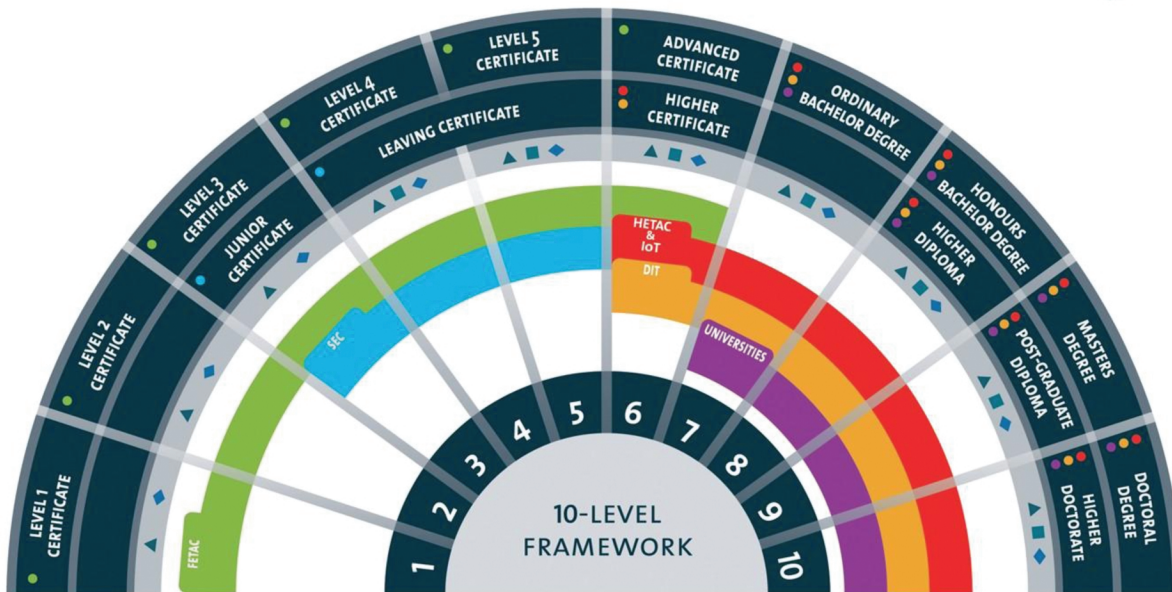 LEVEL 1
CERTIFICATE
LEVEL 2
CERTIFICATE
LEVEL 3
CERTIFICATE
JUNIOR
CERTIFICATE
LEVEL 4
CERTIFICATE
LEVEL 5
CERTIFICATE
LEAVING CERTIFICATE
ADVANCED
CERTIFICATE
HIGHER
CERTIFICATE
ORDINARY
BACHELOR DEGREE
HONOURS
BACHELOR DEGREE
HIGHER
DIPLOMA
MASTERS
DEGREE
POST-GRADUATE
DIPLOMA
DOCTORAL
DEGREE
HIGHER
DOCTORATE
FETAC
SEC
HETAC
&
IoT
DIT
UNIVERSITIES
1
2
3
4
5
6
7
8
9
10
10-LEVEL
FRAMEWORK